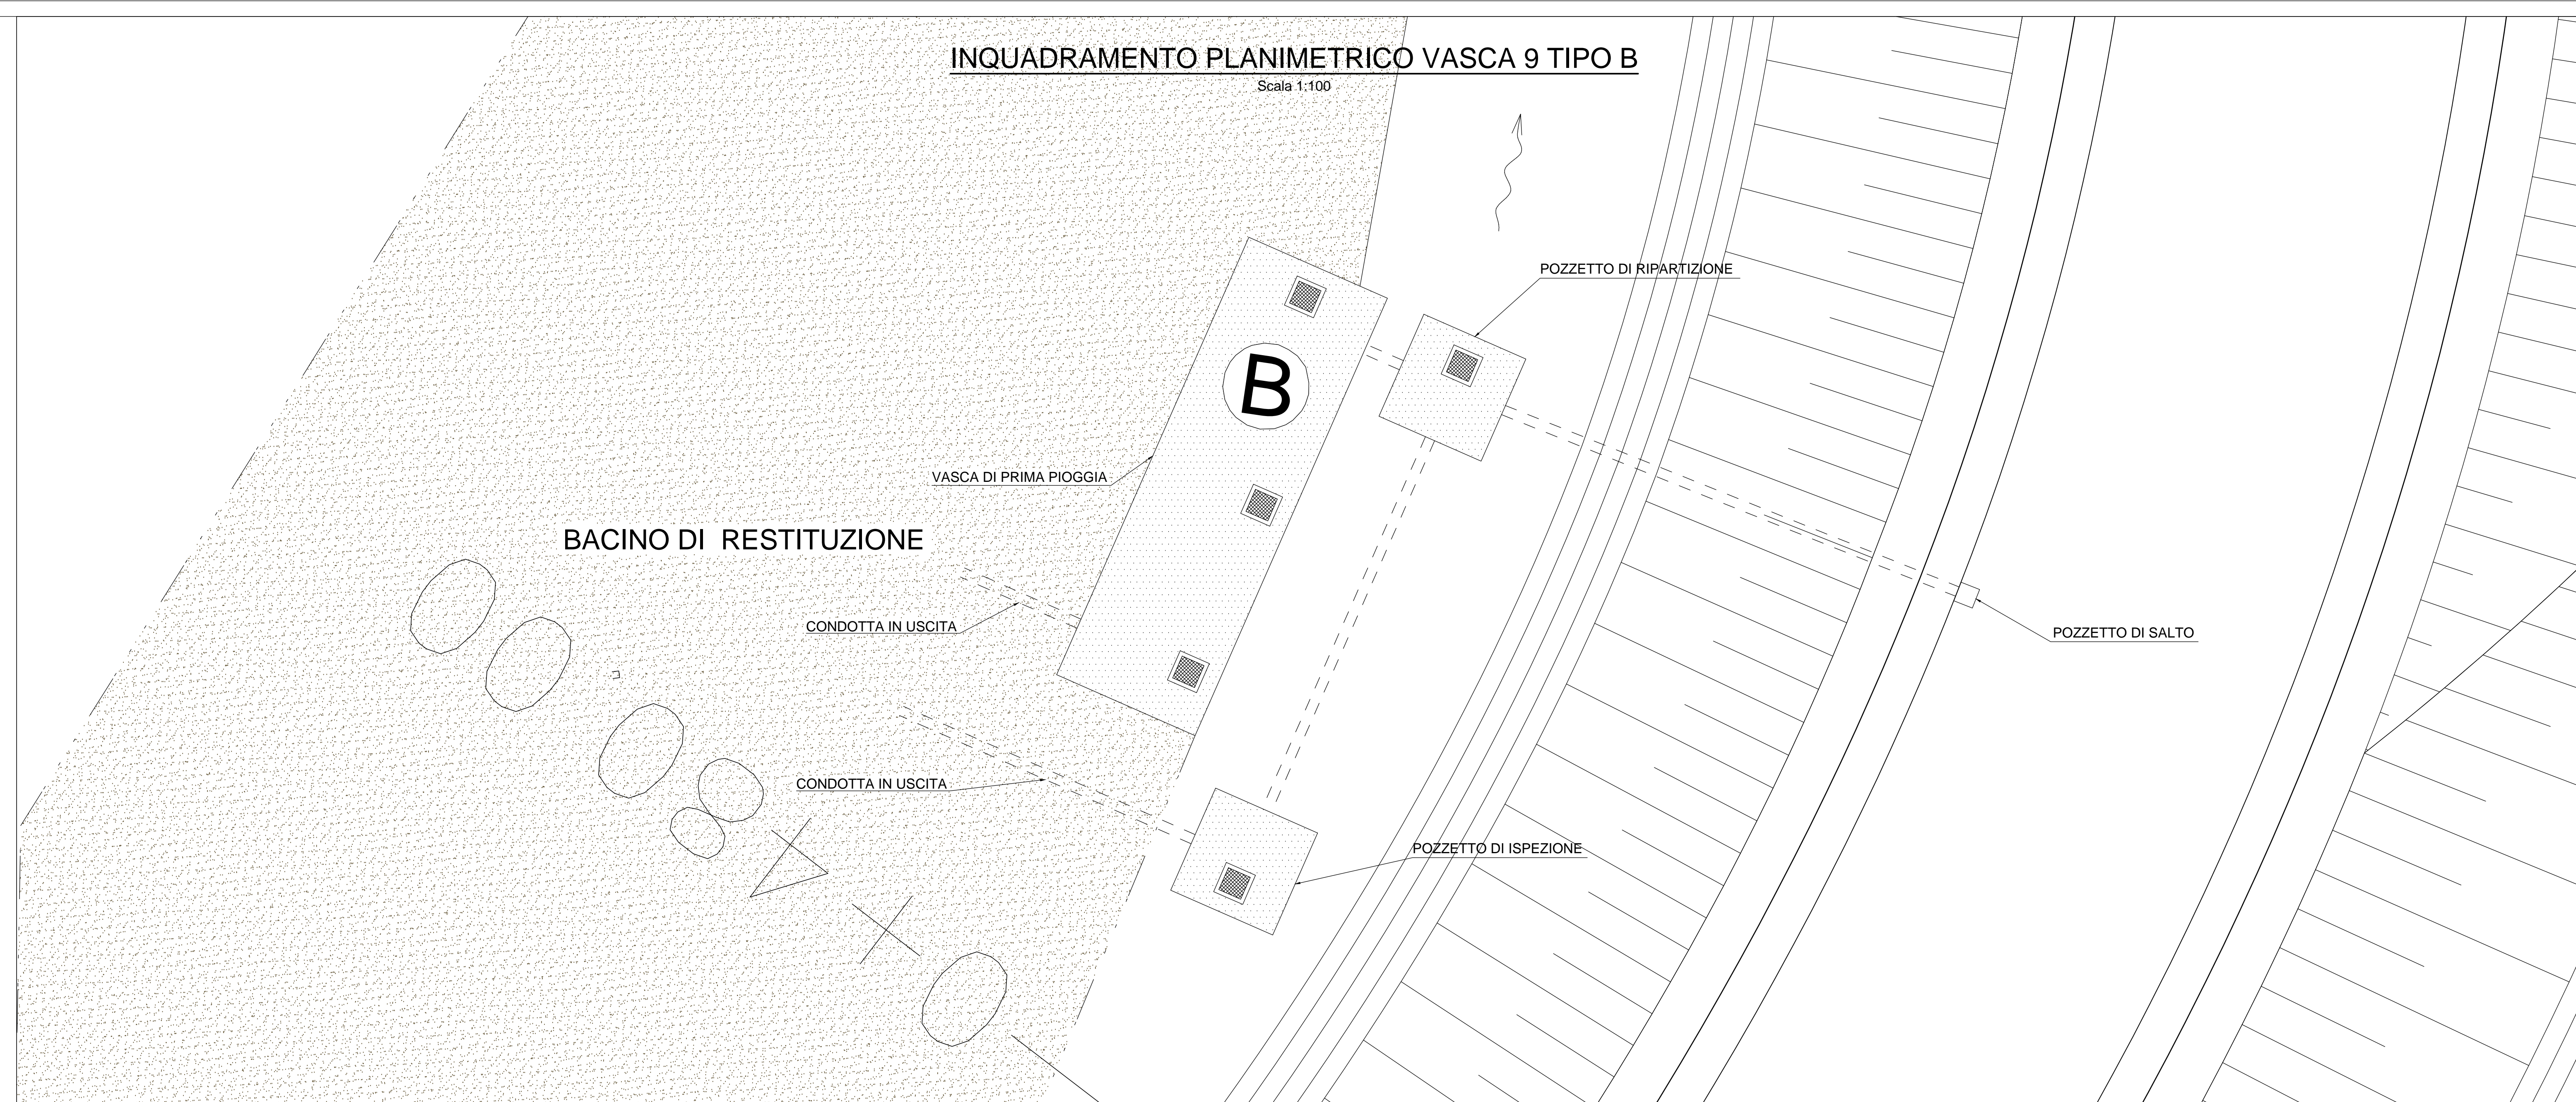 INQUADRAMENTO PLANIMETRICO VASCA 9 TIPO B
Scala 1:100
POZZETTO DI RIPARTIZIONE
B
VASCA DI PRIMA PIOGGIA
BACINO DI RESTITUZIONE
CONDOTTA IN USCITA
POZZETTO DI SALTO
CONDOTTA IN USCITA
POZZETTO DI ISPEZIONE